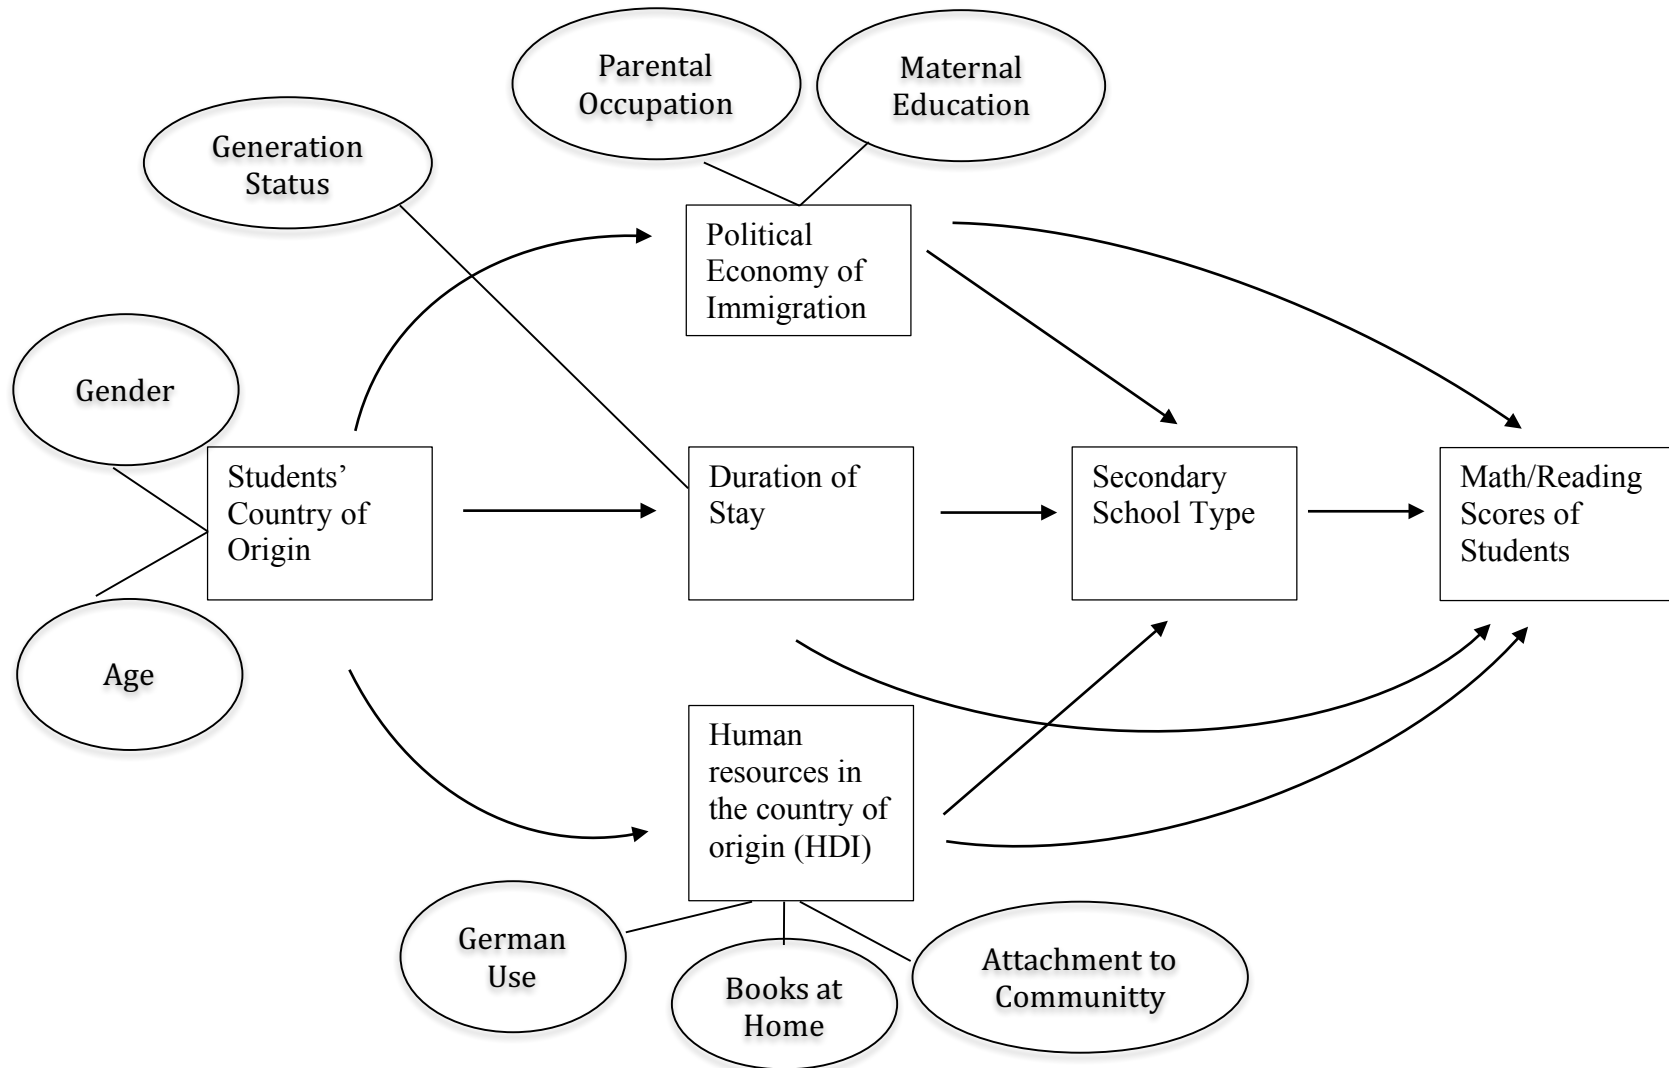 Parental
Occupation
Maternal
Education
Generation
Status
Political
Economy of
Immigration
Gender
Students’
Country of
Origin
Duration of
Stay
Secondary
School Type
Math/Reading
Scores of
Students
Age
Human
resources in
the country of
origin (HDI)
German
Use
Books at
Home
Attachment to
Communitty